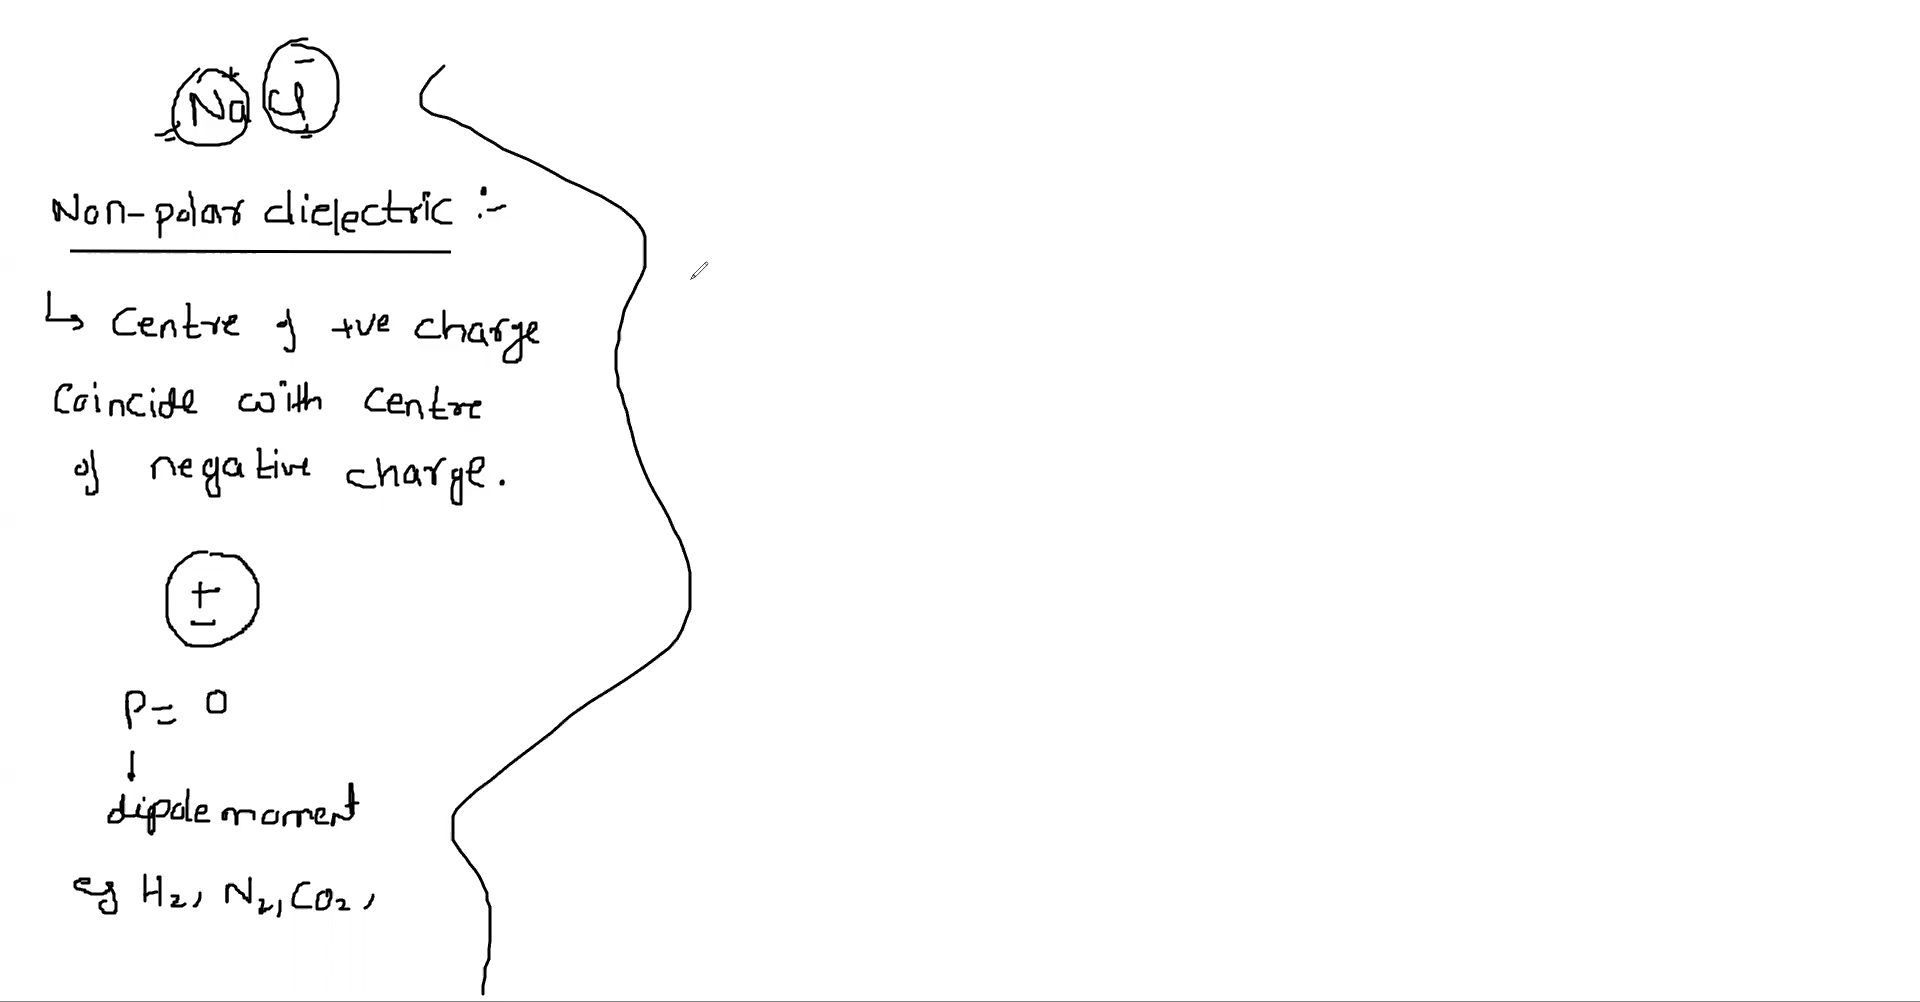 Na⁺ Cl⁻
Non-polar dielectric :-
↳ Centre of +ve charge
Coincide with centre
of negative charge.
+
-
P = 0
↓
dipole moment
eg H₂, N₂, CO₂,